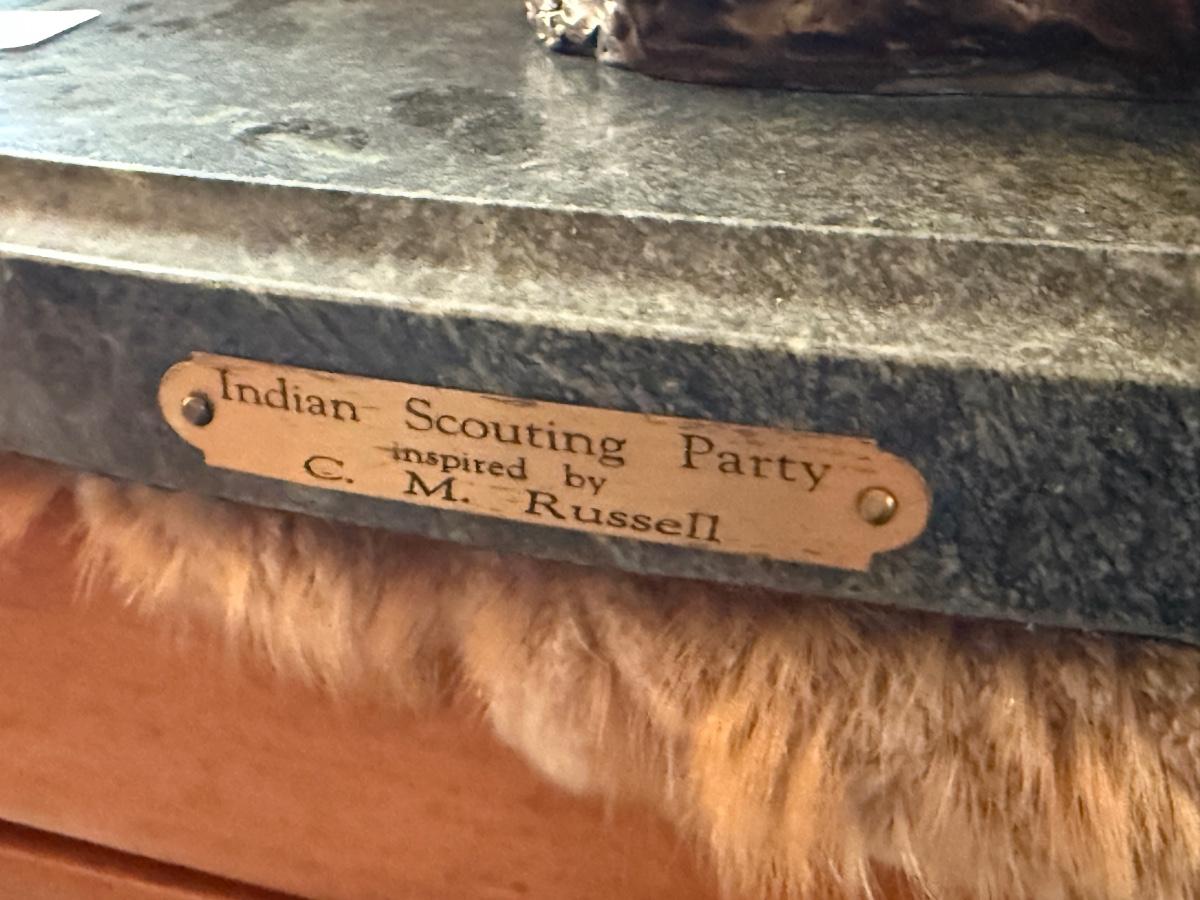 Indian Scouting Party
inspired by
C. M. Russell